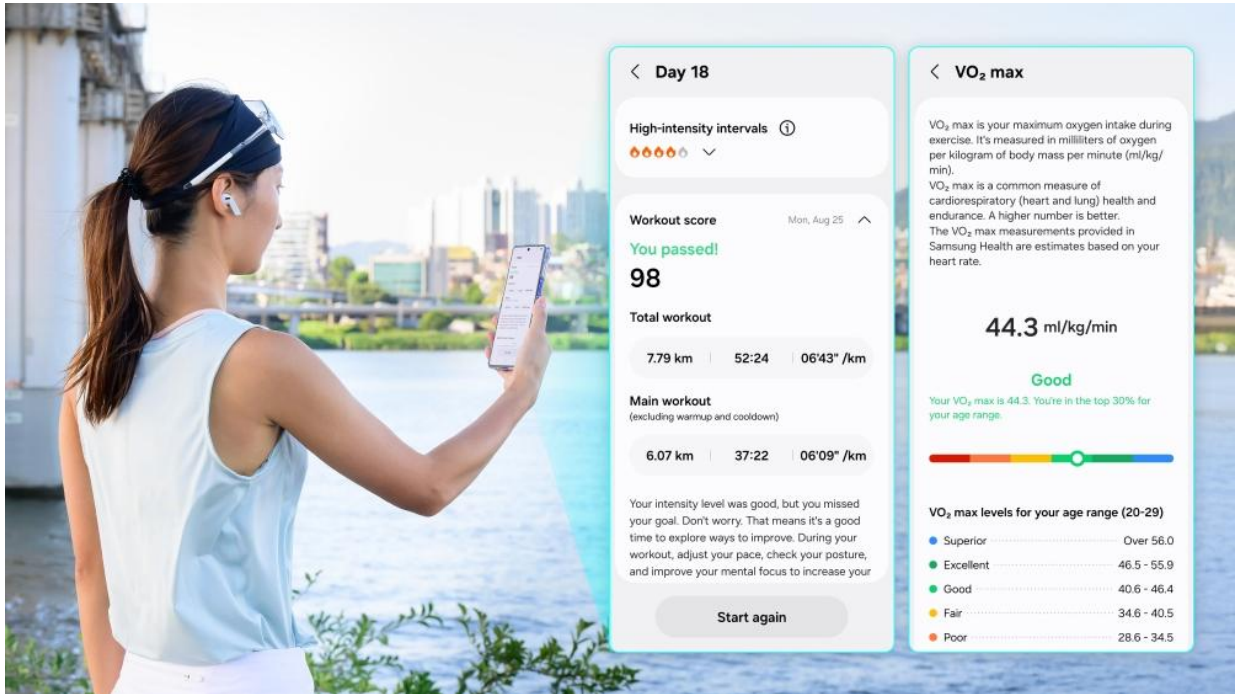 Day 18
High-intensity intervals
Workout score Mon, Aug 25
You passed!
98
Total workout
7.79 km 52:24 06'43" /km
Main workout
(excluding warmup and cooldown)
6.07 km 37:22 06'09" /km
Your intensity level was good, but you missed
your goal. Don't worry. That means it's a good
time to explore ways to improve. During your
workout, adjust your pace, check your posture,
and improve your mental focus to increase your
Start again
VO₂ max
VO₂ max is your maximum oxygen intake during
exercise. It's measured in milliliters of oxygen
per kilogram of body mass per minute (ml/kg/
min).
VO₂ max is a common measure of
cardiorespiratory (heart and lung) health and
endurance. A higher number is better.
The VO₂ max measurements provided in
Samsung Health are estimates based on your
heart rate.
44.3 ml/kg/min
Good
Your VO₂ max is 44.3. You're in the top 30% for
your age range.
VO₂ max levels for your age range (20-29)
Superior Over 56.0
Excellent 46.5 - 55.9
Good 40.6 - 46.4
Fair 34.6 - 40.5
Poor 28.6 - 34.5